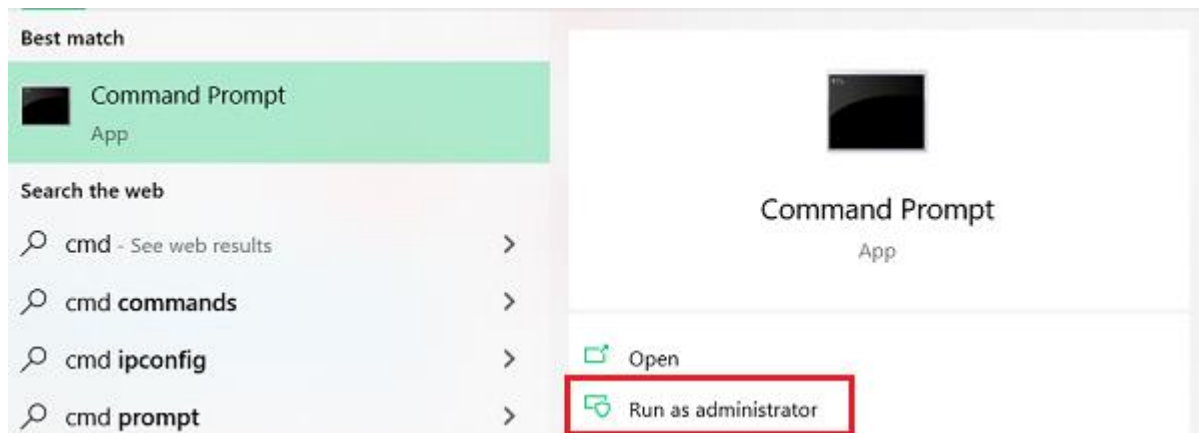 Best match
Command Prompt
App
Search the web
cmd - See web results
cmd commands
cmd ipconfig
cmd prompt
Command Prompt
App
Open
Run as administrator